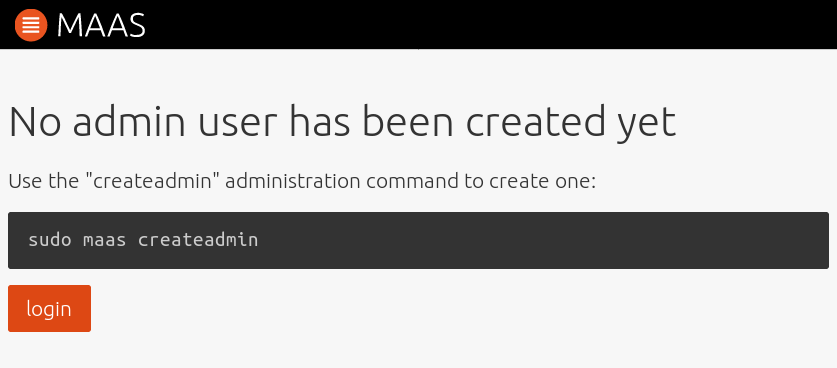 MAAS
No admin user has been created yet
Use the "createadmin" administration command to create one:
sudo maas createadmin
login